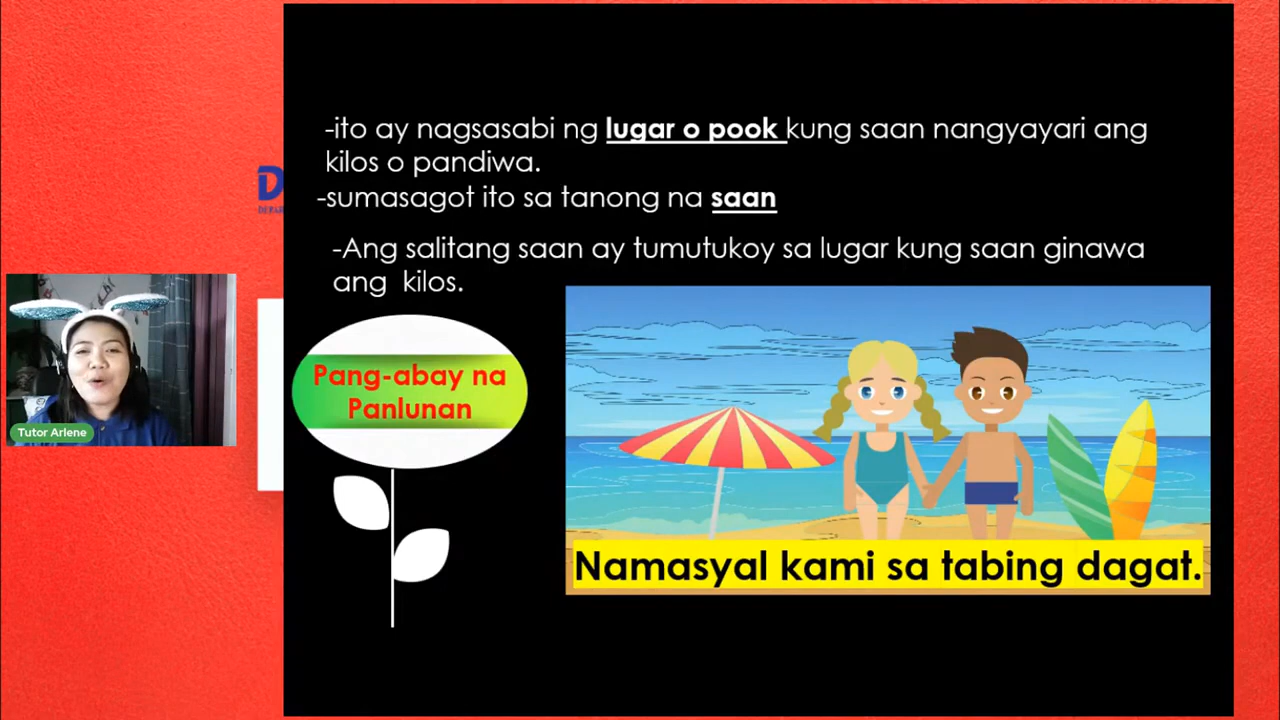 -ito ay nagsasabi ng lugar o pook kung saan nangyayari ang
kilos o pandiwa.
-sumasagot ito sa tanong na saan
-Ang salitang saan ay tumutukoy sa lugar kung saan ginawa
ang kilos.
Pang-abay na
Panlunan
Namasyal kami sa tabing dagat.
Tutor Arlene